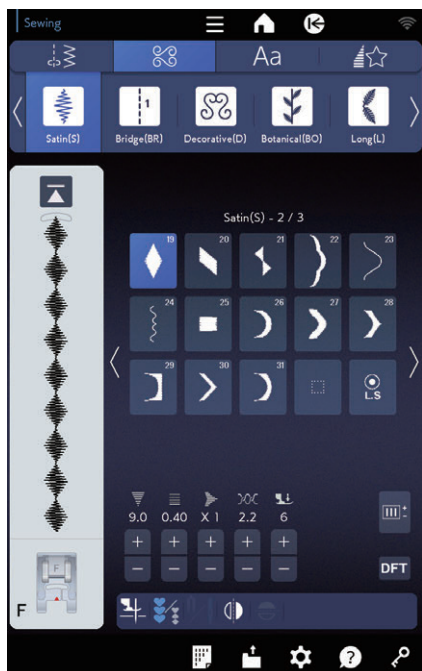 Sewing
Aa
1
Satin(S) Bridge(BR) Decorative(D) Botanical(BO) Long(L)
Satin(S) - 2 / 3
19 20 21 22 23
24 25 26 27 28
29 30 31 L.S
9.0 0.40 X 1 2.2 6
+ + + + +
− − − − −
DFT
F
F
?